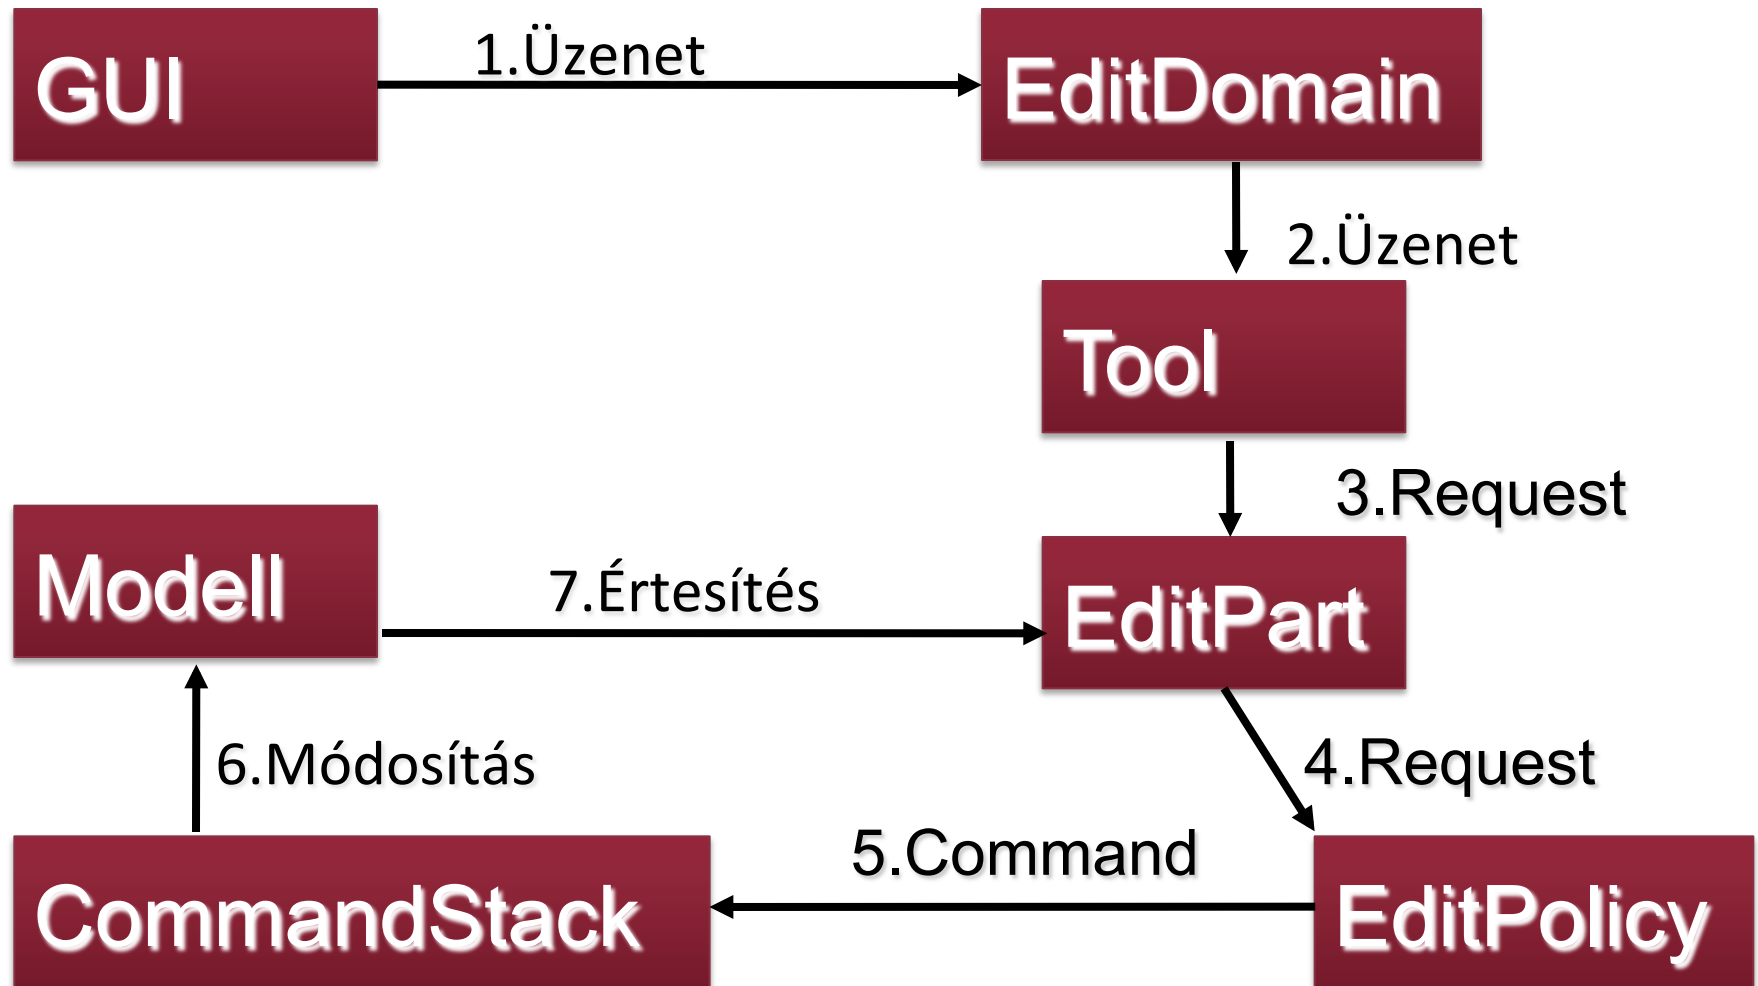 GUI
1.Üzenet
EditDomain
2.Üzenet
Tool
3.Request
Modell
7.Értesítés
EditPart
6.Módosítás
4.Request
5.Command
CommandStack
EditPolicy